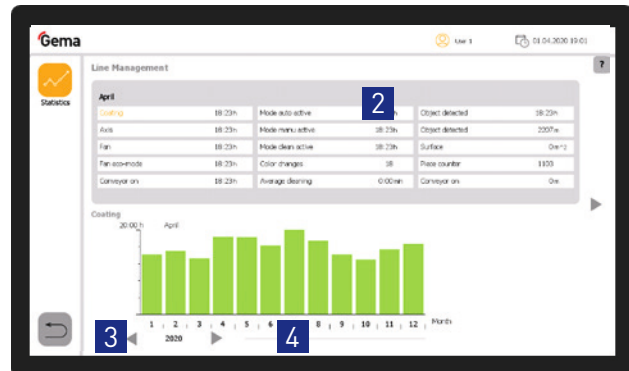 Gema
User 1
01.04.2020 19:01
Line Management
?
Statistics
April
Coating 18:23h Mode auto active h Object detected 18:23h
Axis 18:23h Mode manu active 18:23h Object detected 2207m
Fan 18:23h Mode clean active 18:23h Surface 0m^2
Fan eco-mode 18:23h Color changes 18 Piece counter 1103
Conveyor on 18:23h Average cleaning 0:00min Conveyor on 0m
2
Coating
20:00 h April
1 2 3 4 5 6 8 9 10 11 12 Month
3 2020 4